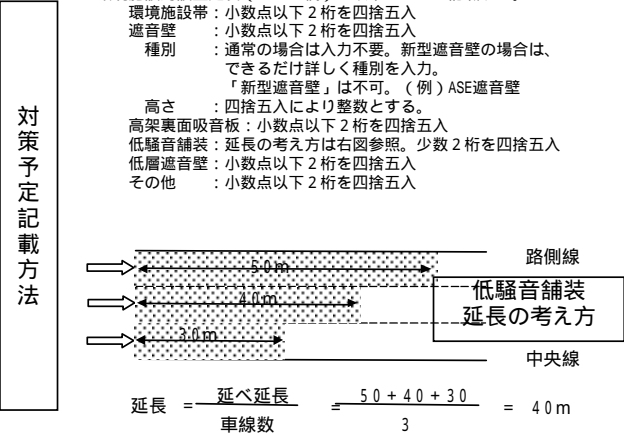 対策予定記載方法
環境施設帯：小数点以下２桁を四捨五入
遮音壁　　：小数点以下２桁を四捨五入
種別　　：通常の場合は入力不要。新型遮音壁の場合は、
できるだけ詳しく種別を入力。
「新型遮音壁」は不可。（例）ASE遮音壁
高さ　　：四捨五入により整数とする。
高架裏面吸音板：小数点以下２桁を四捨五入
低騒音舗装：延長の考え方は右図参照。少数２桁を四捨五入
低層遮音壁：小数点以下２桁を四捨五入
その他　　：小数点以下２桁を四捨五入
５０ｍ
路側線
４０ｍ
低騒音舗装
延長の考え方
３０ｍ
中央線
延長　＝　延べ延長　＝　５０＋４０＋３０　＝　４０ｍ
車線数　　３